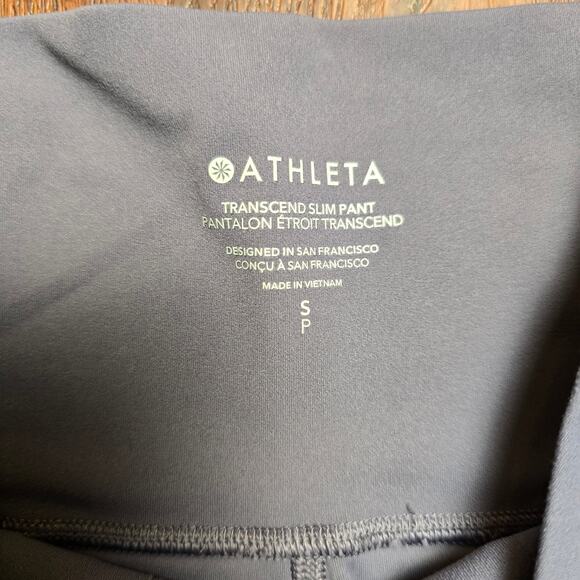 ATHLETA
TRANSCEND SLIM PANT
PANTALON ÉTROIT TRANSCEND
DESIGNED IN SAN FRANCISCO
CONÇU À SAN FRANCISCO
MADE IN VIETNAM
S
P